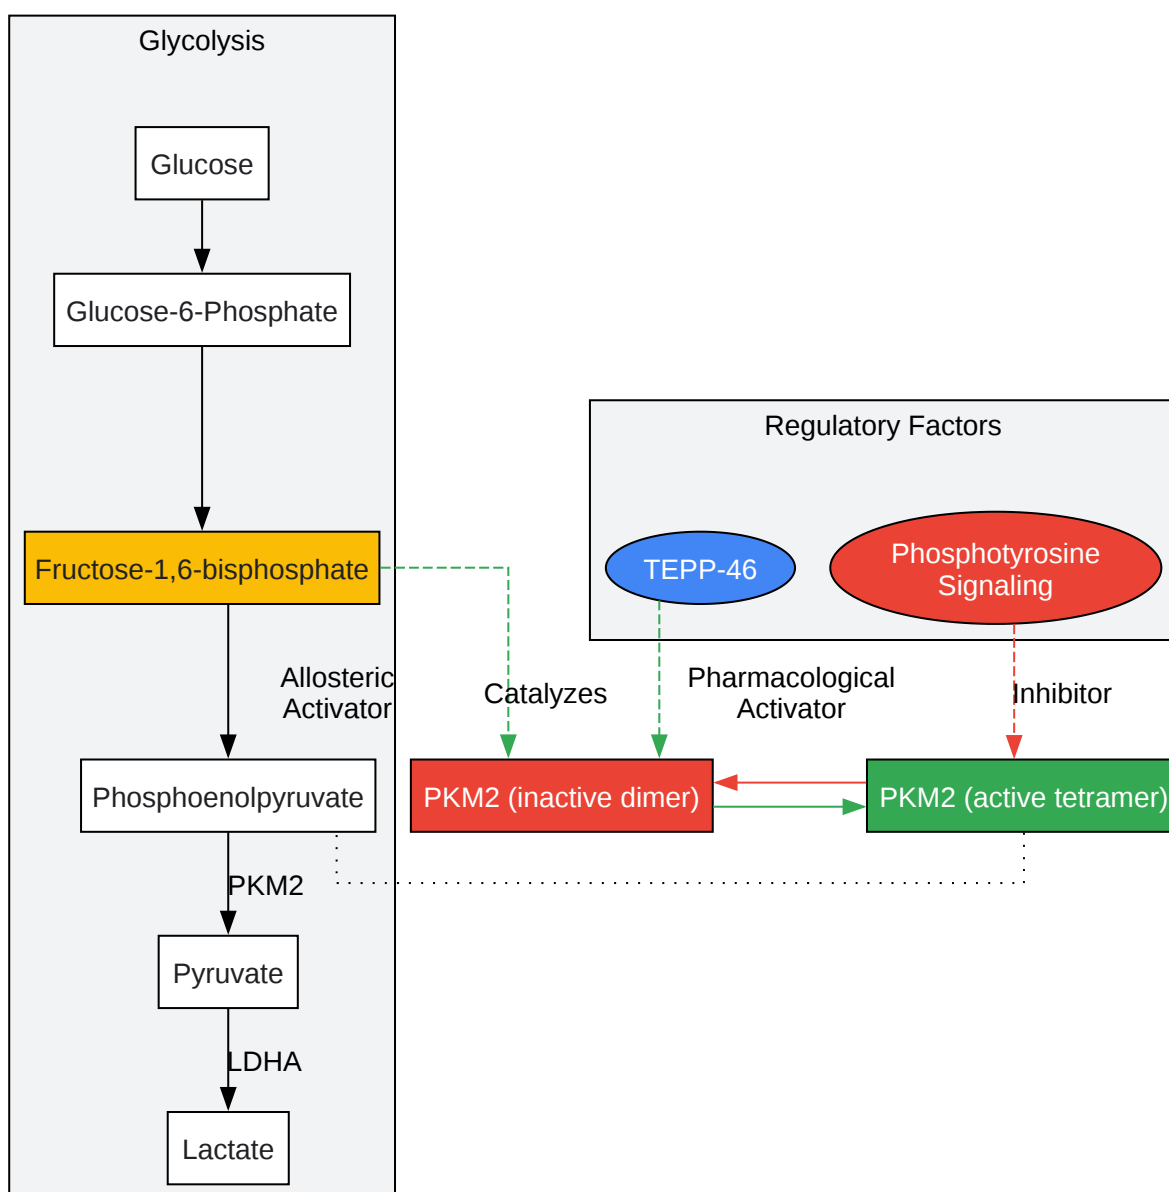 Glycolysis
Glucose
Glucose-6-Phosphate
Regulatory Factors
Fructose-1,6-bisphosphate
TEPP-46
Phosphotyrosine
Signaling
Allosteric
Activator
Catalyzes
Pharmacological
Activator
Inhibitor
Phosphoenolpyruvate
PKM2 (inactive dimer)
PKM2 (active tetramer)
PKM2
Pyruvate
LDHA
Lactate